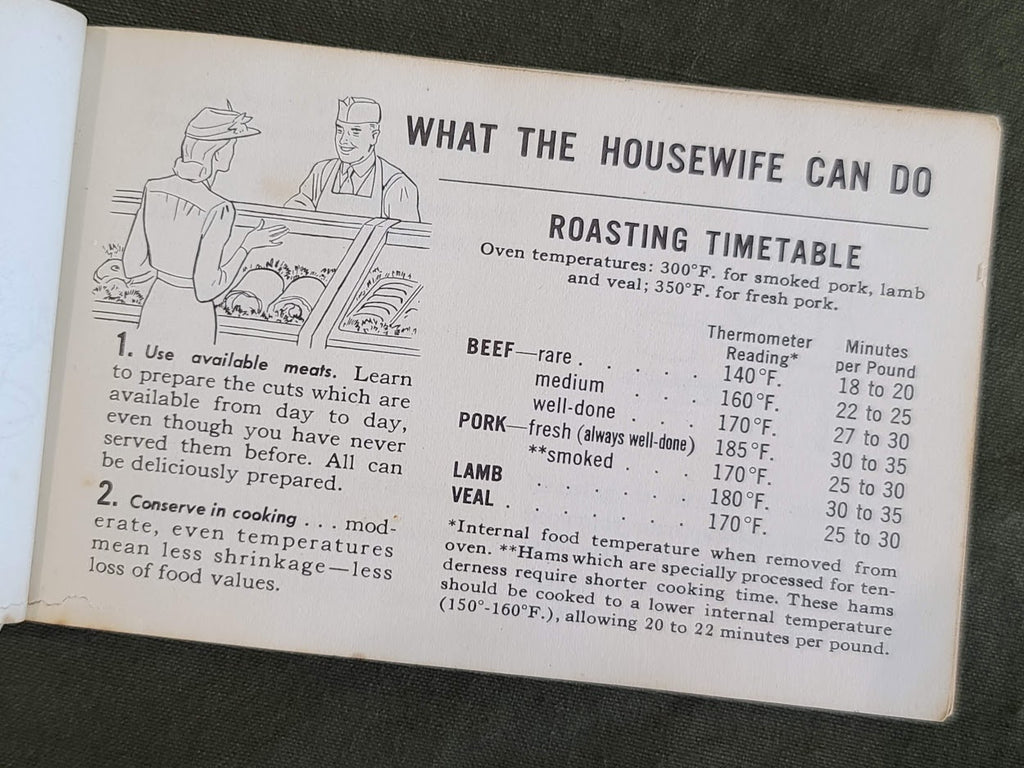 WHAT THE HOUSEWIFE CAN DO
1. Use available meats. Learn
to prepare the cuts which are
available from day to day,
even though you have never
served them before. All can
be deliciously prepared.
2. Conserve in cooking . . . mod-
erate, even temperatures
mean less shrinkage—less
loss of food values.
ROASTING TIMETABLE
Oven temperatures: 300°F. for smoked pork, lamb
and veal; 350°F. for fresh pork.
Thermometer Minutes
Reading* per Pound
BEEF—rare . . . . . . 140°F. 18 to 20
medium . . . 160°F. 22 to 25
well-done . . . 170°F. 27 to 30
PORK—fresh (always well-done) 185°F. 30 to 35
**smoked . . . 170°F. 25 to 30
LAMB . . . . . . 180°F. 30 to 35
VEAL . . . . . . . 170°F. 25 to 30
*Internal food temperature when removed from
oven. **Hams which are specially processed for ten-
derness require shorter cooking time. These hams
should be cooked to a lower internal temperature
(150°-160°F.), allowing 20 to 22 minutes per pound.